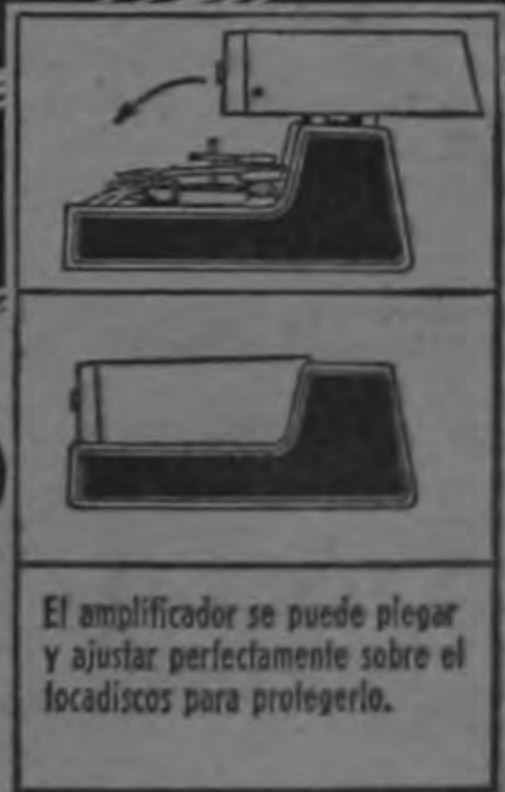 El amplificador se puede plegar
y ajustar perfectamente sobre el
tocadiscos para protegerlo.